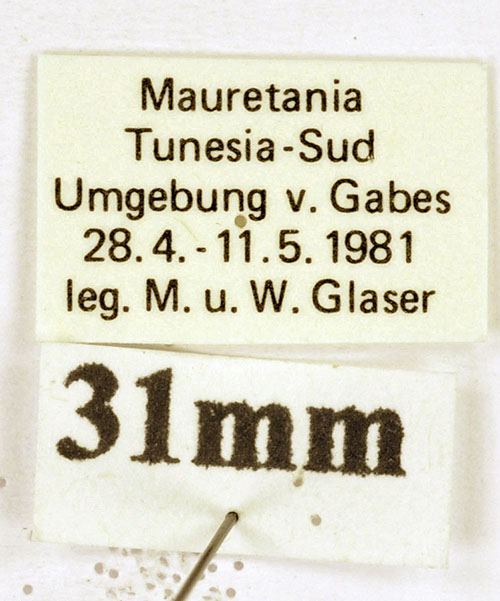 Mauretania
Tunesia-Sud
Umgebung v. Gabes
28.4.-11.5.1981
leg. M. u. W. Glaser
31mm